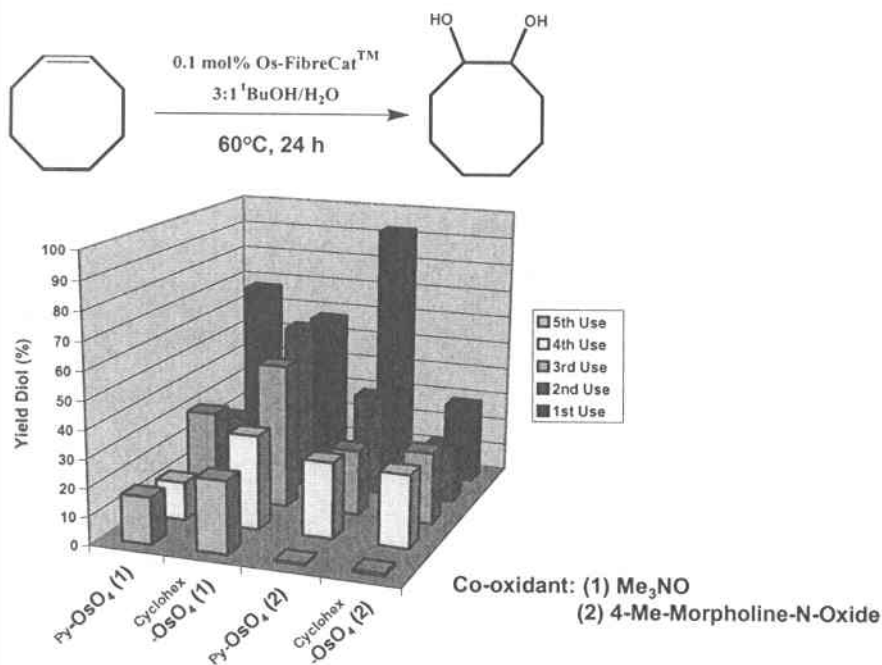 HO
OH
0.1 mol% Os-FibreCat™
3:1 ᵗBuOH/H₂O
60°C, 24 h
Yield Diol (%)
100
90
80
70
60
50
40
30
20
10
0
Py-OsO₄ (1)
Cyclohex
-OsO₄ (1)
Py-OsO₄ (2)
Cyclohex
-OsO₄ (2)
5th Use
4th Use
3rd Use
2nd Use
1st Use
Co-oxidant: (1) Me₃NO
(2) 4-Me-Morpholine-N-Oxide